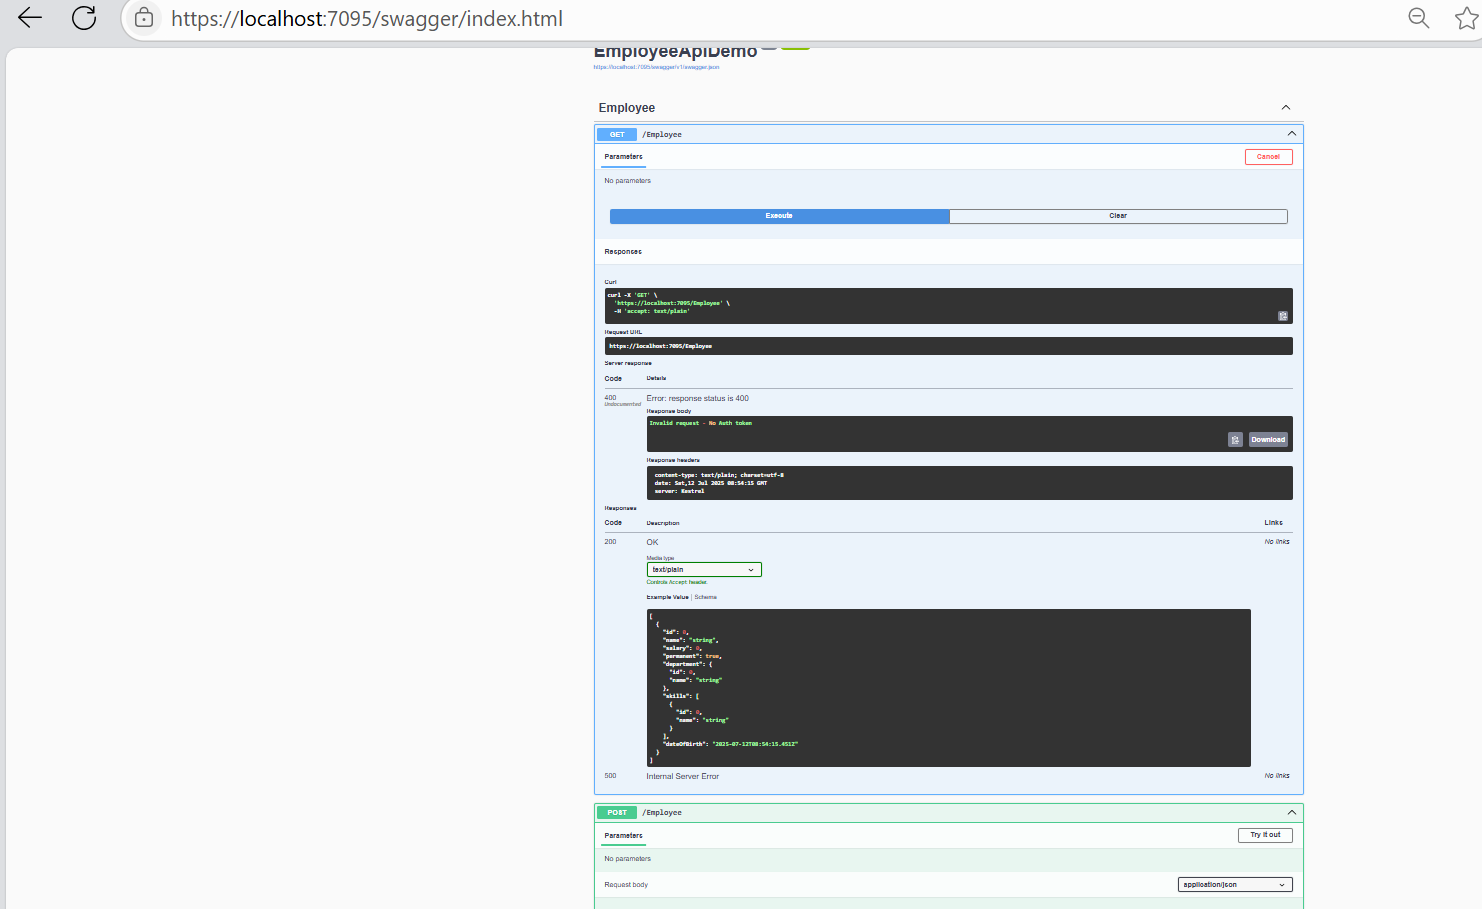 https://localhost:7095/swagger/index.html
EmployeeApiDemo
https://localhost:7095/swagger/v1/swagger.json
Employee
GET /Employee
Parameters
Cancel
No parameters
Execute
Clear
Responses
Curl
curl -X 'GET' \
'https://localhost:7095/Employee' \
-H 'accept: text/plain'
Request URL
https://localhost:7095/Employee
Server response
Code Details
400 Error: response status is 400
Undocumented
Response body
Invalid request - No Auth token
Download
Response headers
content-type: text/plain; charset=utf-8
date: Sat,12 Jul 2025 08:54:15 GMT
server: Kestrel
Responses
Code Description Links
200 OK No links
Media type
text/plain
Controls Accept header.
Example Value | Schema
[
{
"id": 0,
"name": "string",
"salary": 0,
"permanent": true,
"department": {
"id": 0,
"name": "string"
},
"skills": [
{
"id": 0,
"name": "string"
}
],
"dateOfBirth": "2025-07-12T08:54:15.451Z"
}
]
500 Internal Server Error No links
POST /Employee
Parameters
Try it out
No parameters
Request body
application/json